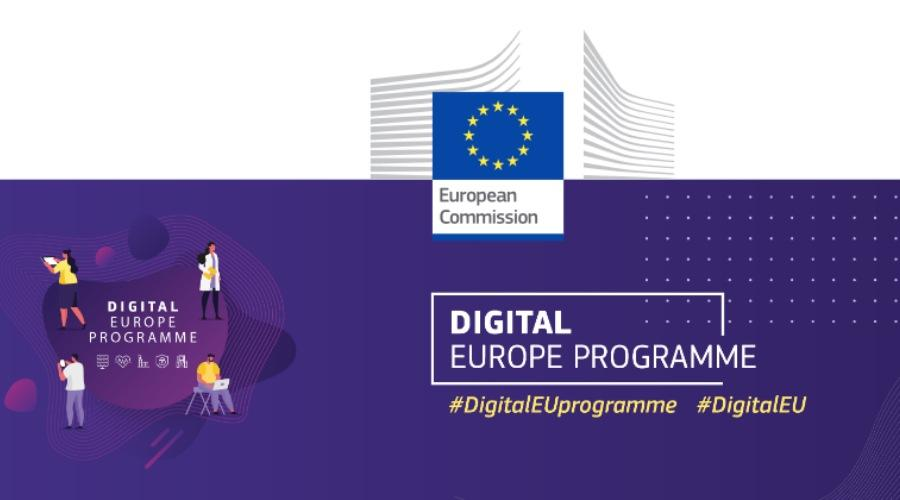 European
Commission
DIGITAL
EUROPE
PROGRAMME
DIGITAL
EUROPE PROGRAMME
#DigitalEUprogramme #DigitalEU